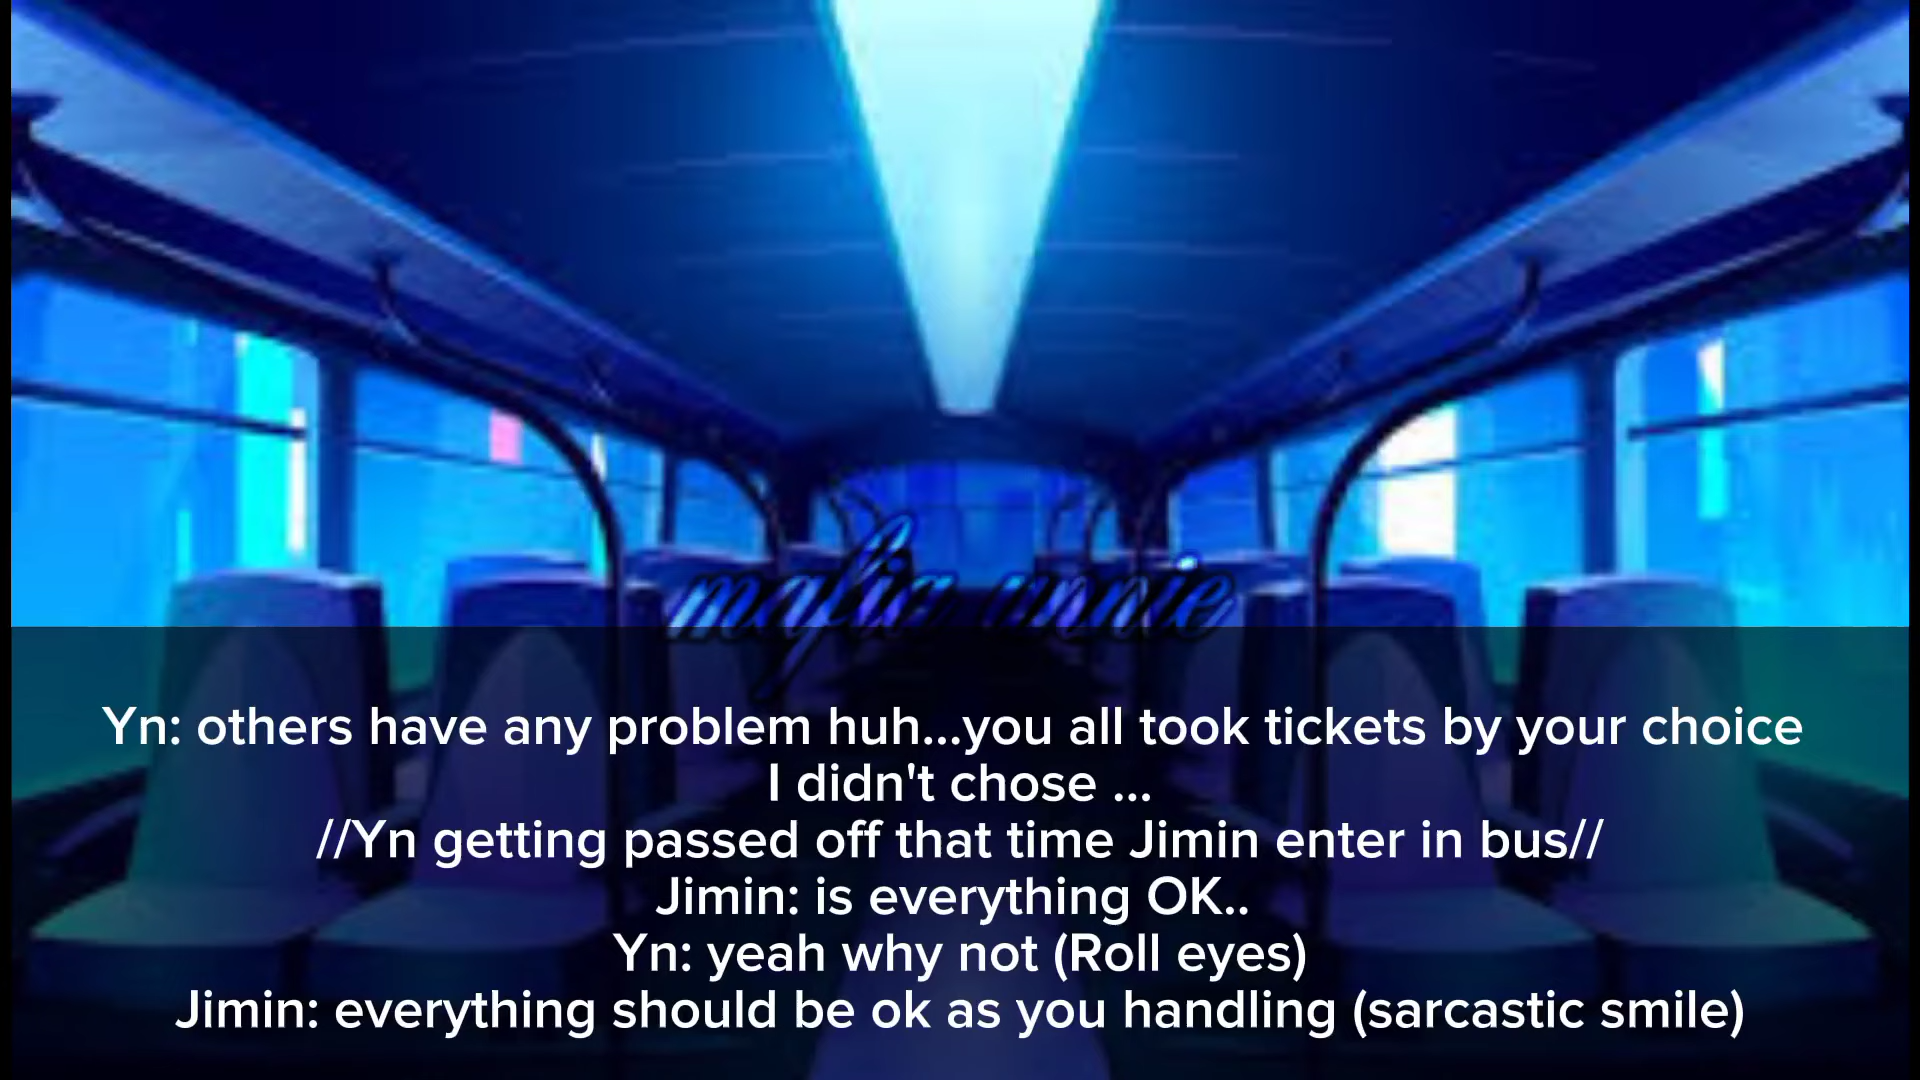 mafia unnie
Yn: others have any problem huh...you all took tickets by your choice
I didn't chose ...
//Yn getting passed off that time Jimin enter in bus//
Jimin: is everything OK..
Yn: yeah why not (Roll eyes)
Jimin: everything should be ok as you handling (sarcastic smile)